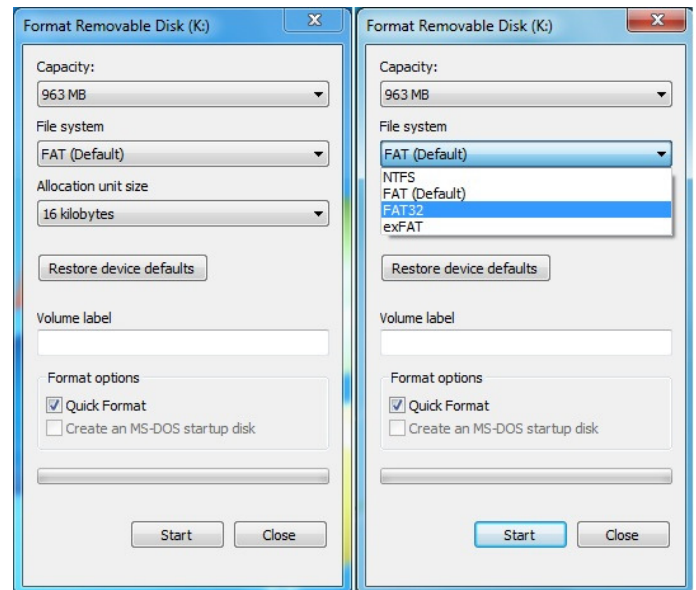 Format Removable Disk (K:)
Capacity:
963 MB
File system
FAT (Default)
Allocation unit size
16 kilobytes
Restore device defaults
Volume label
Format options
Quick Format
Create an MS-DOS startup disk
Start
Close
Format Removable Disk (K:)
Capacity:
963 MB
File system
FAT (Default)
NTFS
FAT (Default)
FAT32
exFAT
Restore device defaults
Volume label
Format options
Quick Format
Create an MS-DOS startup disk
Start
Close